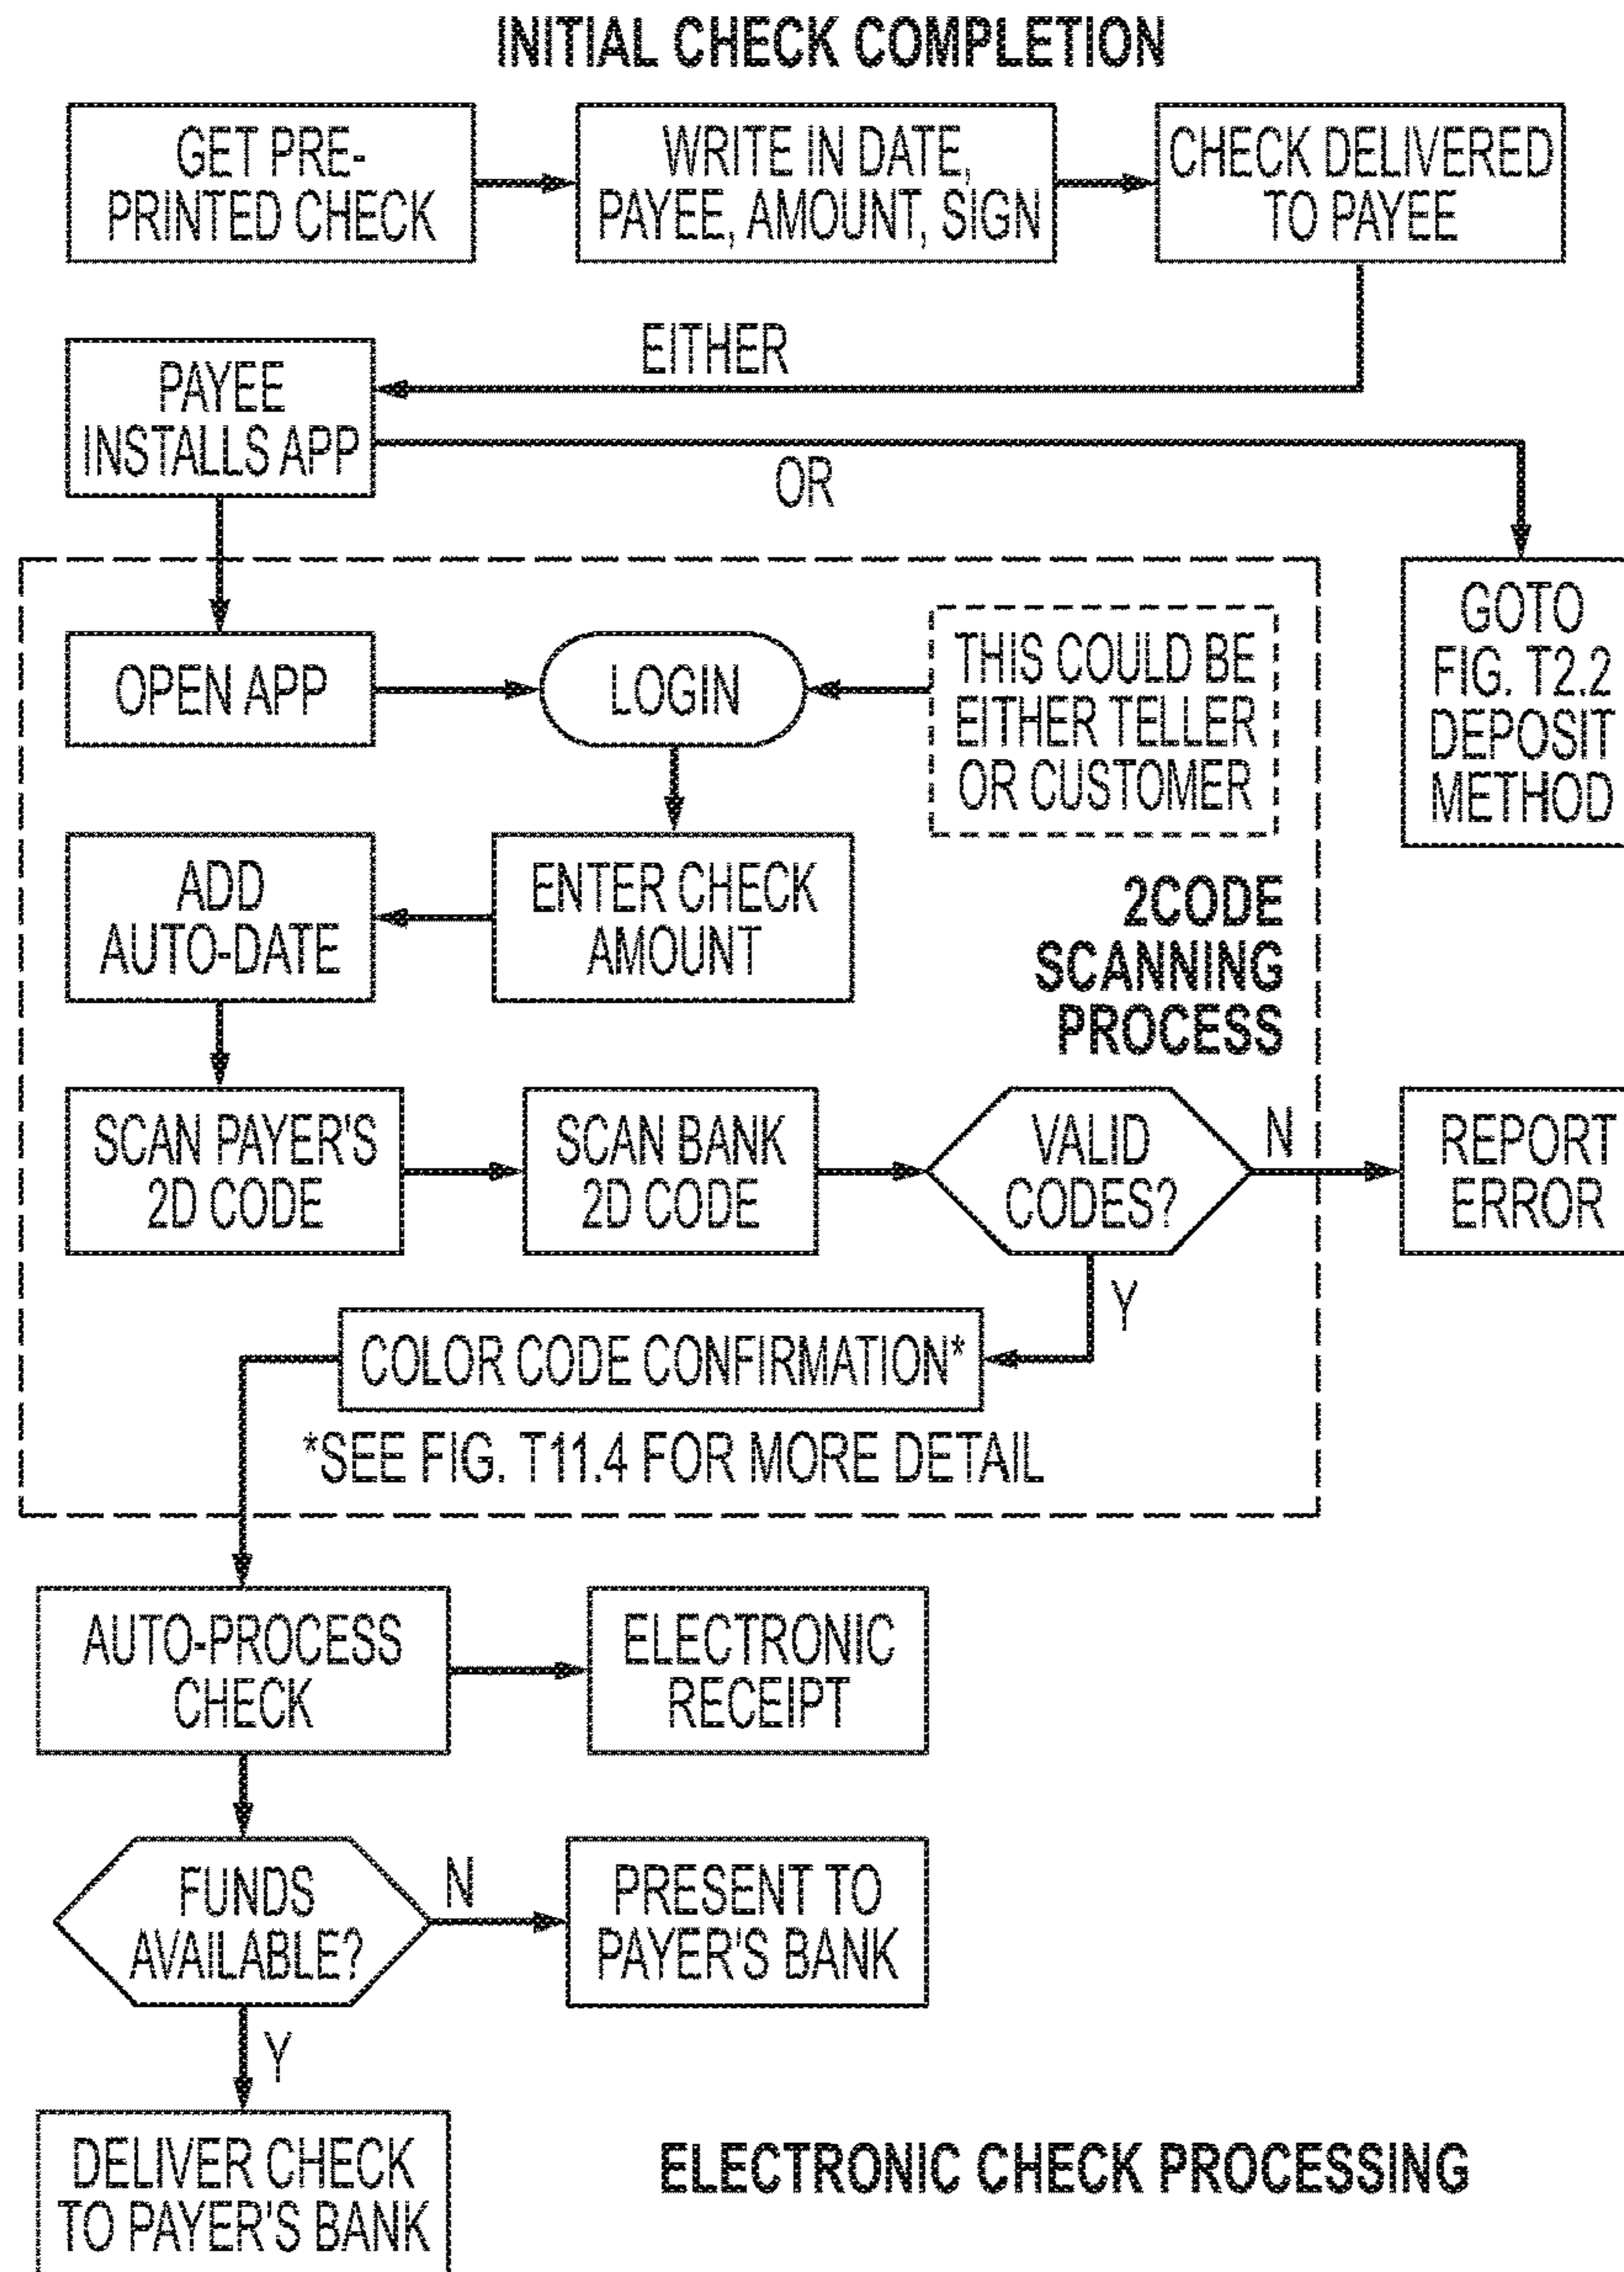 INITIAL CHECK COMPLETION
GET PRE-
PRINTED CHECK
WRITE IN DATE,
PAYEE, AMOUNT, SIGN
CHECK DELIVERED
TO PAYEE
EITHER
PAYEE
INSTALLS APP
OR
GOTO
FIG. T2.2
DEPOSIT
METHOD
OPEN APP
LOGIN
THIS COULD BE
EITHER TELLER
OR CUSTOMER
ADD
AUTO-DATE
ENTER CHECK
AMOUNT
2CODE
SCANNING
PROCESS
SCAN PAYER'S
2D CODE
SCAN BANK
2D CODE
VALID
CODES?
N
REPORT
ERROR
Y
COLOR CODE CONFIRMATION*
*SEE FIG. T11.4 FOR MORE DETAIL
AUTO-PROCESS
CHECK
ELECTRONIC
RECEIPT
FUNDS
AVAILABLE?
N
PRESENT TO
PAYER'S BANK
Y
DELIVER CHECK
TO PAYER'S BANK
ELECTRONIC CHECK PROCESSING